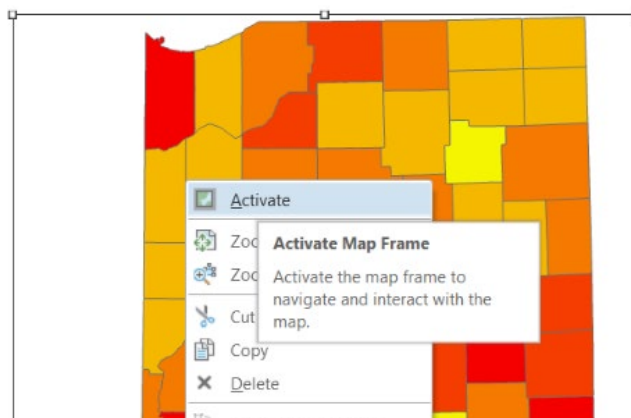 Activate
Zoo
Activate Map Frame
Zoo
Activate the map frame to
navigate and interact with the
map.
Cut
Copy
Delete